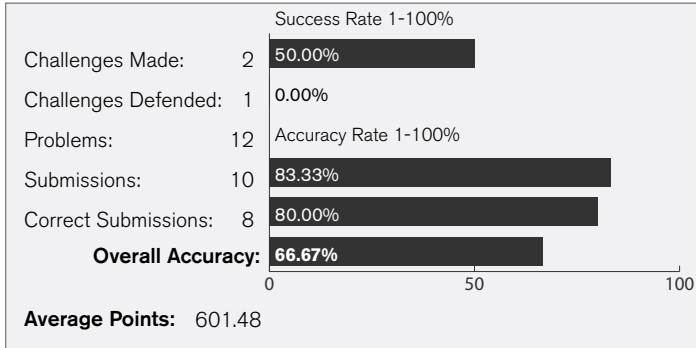 Success Rate 1-100%
Challenges Made: 2 50.00%
Challenges Defended: 1 0.00%
Problems: 12 Accuracy Rate 1-100%
Submissions: 10 83.33%
Correct Submissions: 8 80.00%
Overall Accuracy: 66.67%
0 50 100
Average Points: 601.48